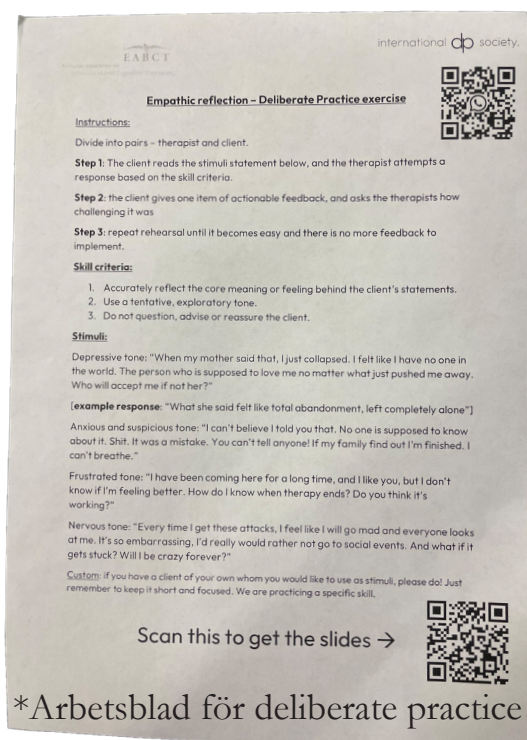 EABCT
international dp society.
Empathic reflection – Deliberate Practice exercise
Instructions:
Divide into pairs – therapist and client.
Step 1: The client reads the stimuli statement below, and the therapist attempts a
response based on the skill criteria.
Step 2: the client gives one item of actionable feedback, and asks the therapists how
challenging it was
Step 3: repeat rehearsal until it becomes easy and there is no more feedback to
implement.
Skill criteria:
1. Accurately reflect the core meaning or feeling behind the client's statements.
2. Use a tentative, exploratory tone.
3. Do not question, advise or reassure the client.
Stimuli:
Depressive tone: "When my mother said that, I just collapsed. I felt like I have no one in
the world. The person who is supposed to love me no matter what just pushed me away.
Who will accept me if not her?"
[example response: "What she said felt like total abandonment, left completely alone"]
Anxious and suspicious tone: "I can't believe I told you that. No one is supposed to know
about it. Shit. It was a mistake. You can't tell anyone! If my family find out I'm finished. I
can't breathe."
Frustrated tone: "I have been coming here for a long time, and I like you, but I don't
know if I'm feeling better. How do I know when therapy ends? Do you think it's
working?"
Nervous tone: "Every time I get these attacks, I feel like I will go mad and everyone looks
at me. It's so embarrassing, I'd really would rather not go to social events. And what if it
gets stuck? Will I be crazy forever?"
Custom: if you have a client of your own whom you would like to use as stimuli, please do! Just
remember to keep it short and focused. We are practicing a specific skill.
Scan this to get the slides →
*Arbetsblad för deliberate practice